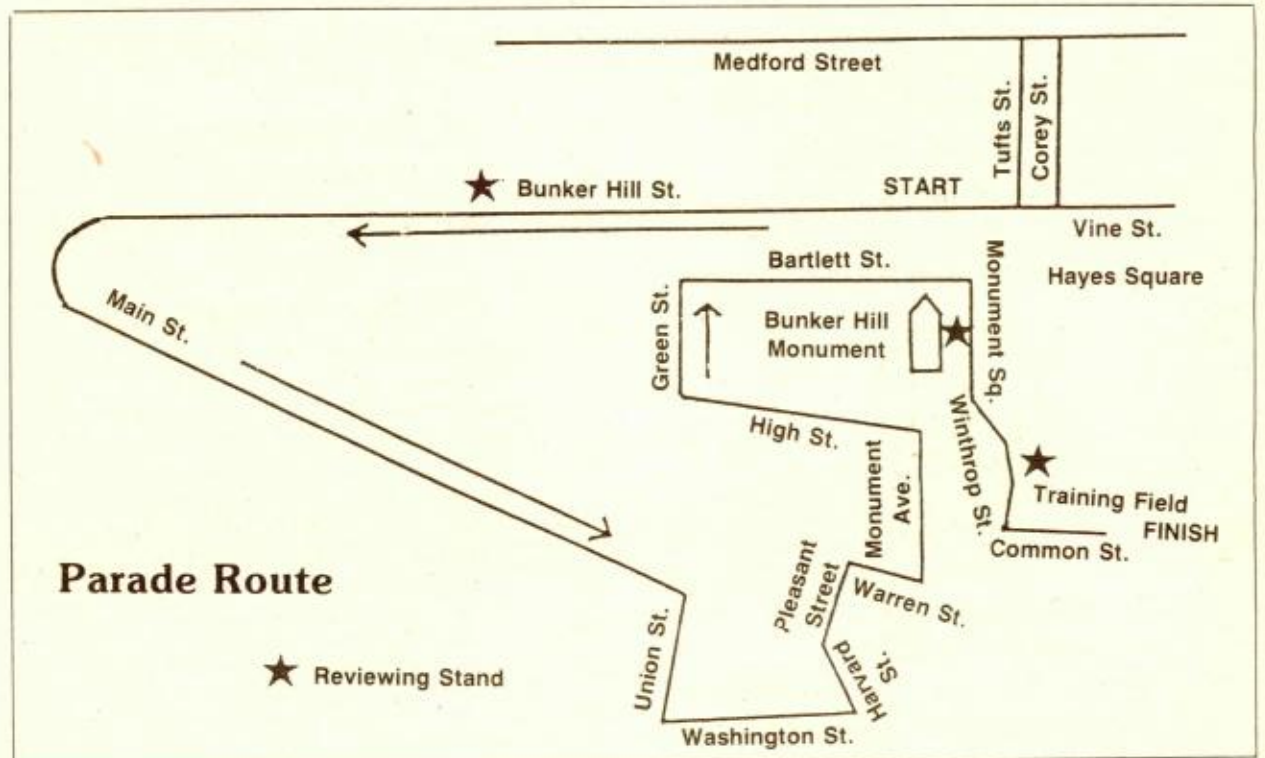 Medford Street
Tufts St.
Corey St.
★ Bunker Hill St.
START
Vine St.
Hayes Square
Bartlett St.
Monument Sq.
Green St.
Bunker Hill
Monument
Main St.
High St.
Winthrop St.
Monument
Ave.
Training Field
FINISH
Common St.
Pleasant
Street
Warren St.
Harvard
St.
Union St.
Washington St.
Parade Route
★ Reviewing Stand